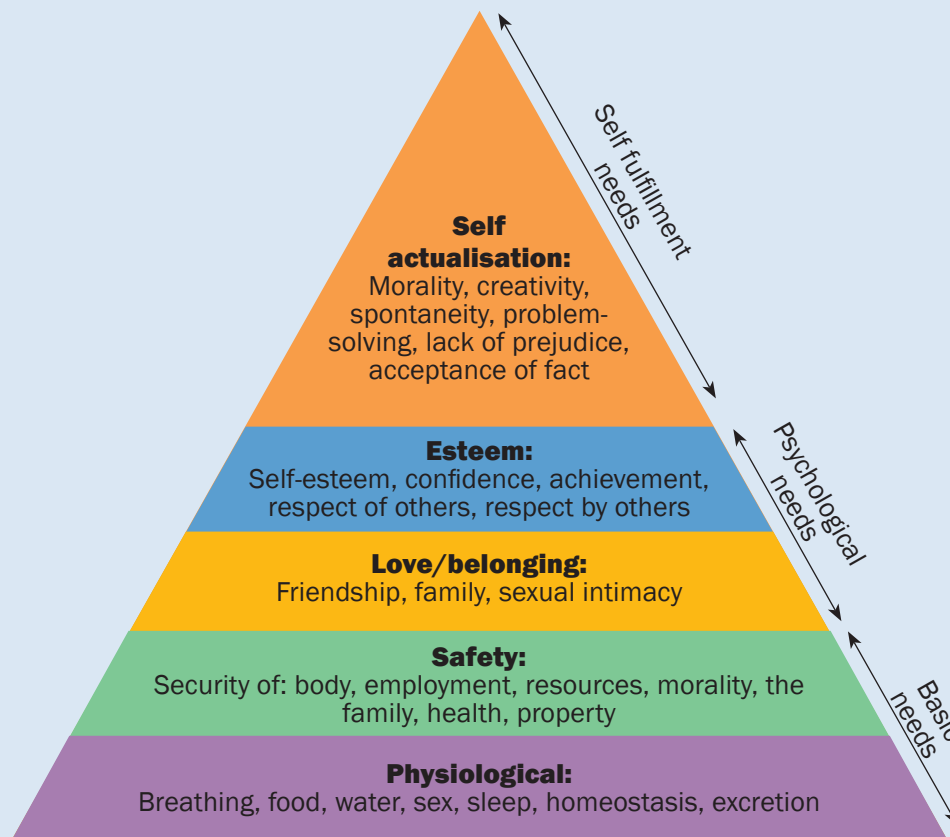 Self
actualisation:
Morality, creativity,
spontaneity, problem-
solving, lack of prejudice,
acceptance of fact
Self fulfillment
needs
Esteem:
Self-esteem, confidence, achievement,
respect of others, respect by others
Love/belonging:
Friendship, family, sexual intimacy
Psychological
needs
Safety:
Security of: body, employment, resources, morality, the
family, health, property
Physiological:
Breathing, food, water, sex, sleep, homeostasis, excretion
Basic
needs